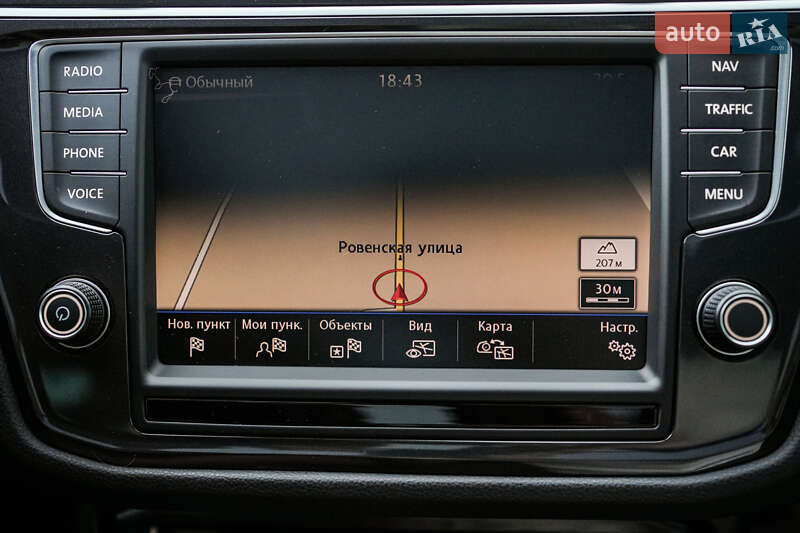 auto RIA
.com
RADIO
MEDIA
PHONE
VOICE
NAV
TRAFFIC
CAR
MENU
Обычный 18:43
Ровенская улица
207 м
30 м
Нов. пункт Мои пунк. Объекты Вид Карта Настр.